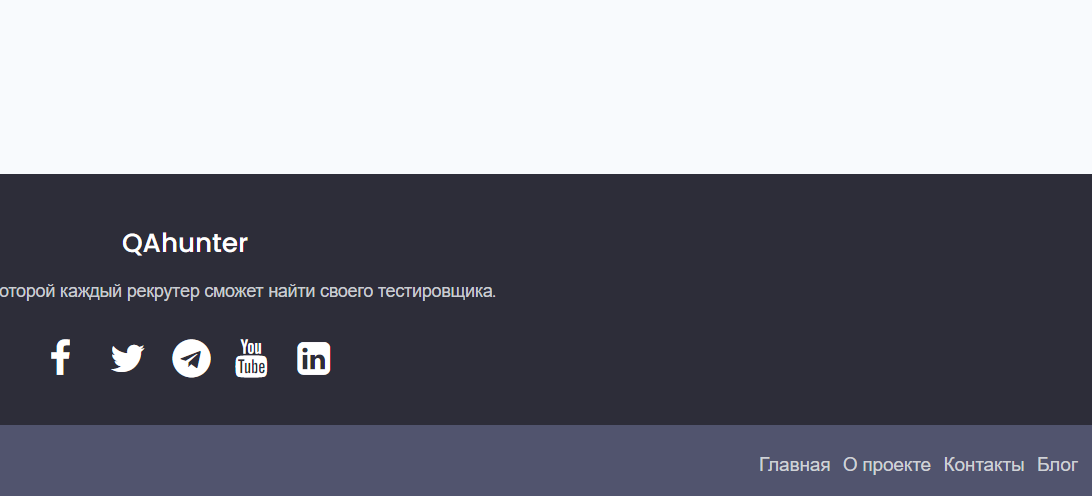 QAhunter
оторой каждый рекрутер сможет найти своего тестировщика.
You
Tube
in
Главная О проекте Контакты Блог